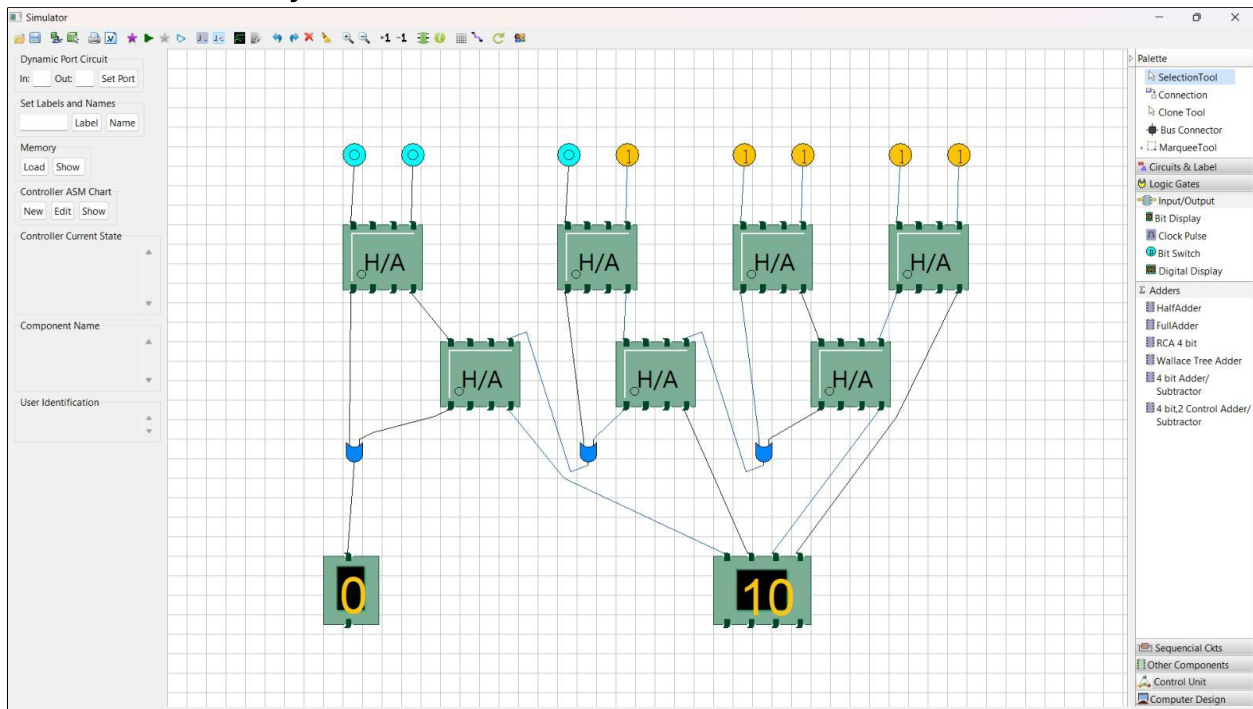 Simulator
·1 -1
Dynamic Port Circuit
In: Out: Set Port
Set Labels and Names
Label Name
Memory
Load Show
Controller ASM Chart
New Edit Show
Controller Current State
Component Name
User Identification
1 1 1 1 1
H/A H/A H/A H/A
H/A H/A H/A
0 10
Palette
SelectionTool
Connection
Clone Tool
Bus Connector
MarqueeTool
Circuits & Label
Logic Gates
Input/Output
Bit Display
Clock Pulse
Bit Switch
Digital Display
Σ Adders
HalfAdder
FullAdder
RCA 4 bit
Wallace Tree Adder
4 bit Adder/
Subtractor
4 bit,2 Control Adder/
Subtractor
Sequencial Ckts
Other Components
Control Unit
Computer Design